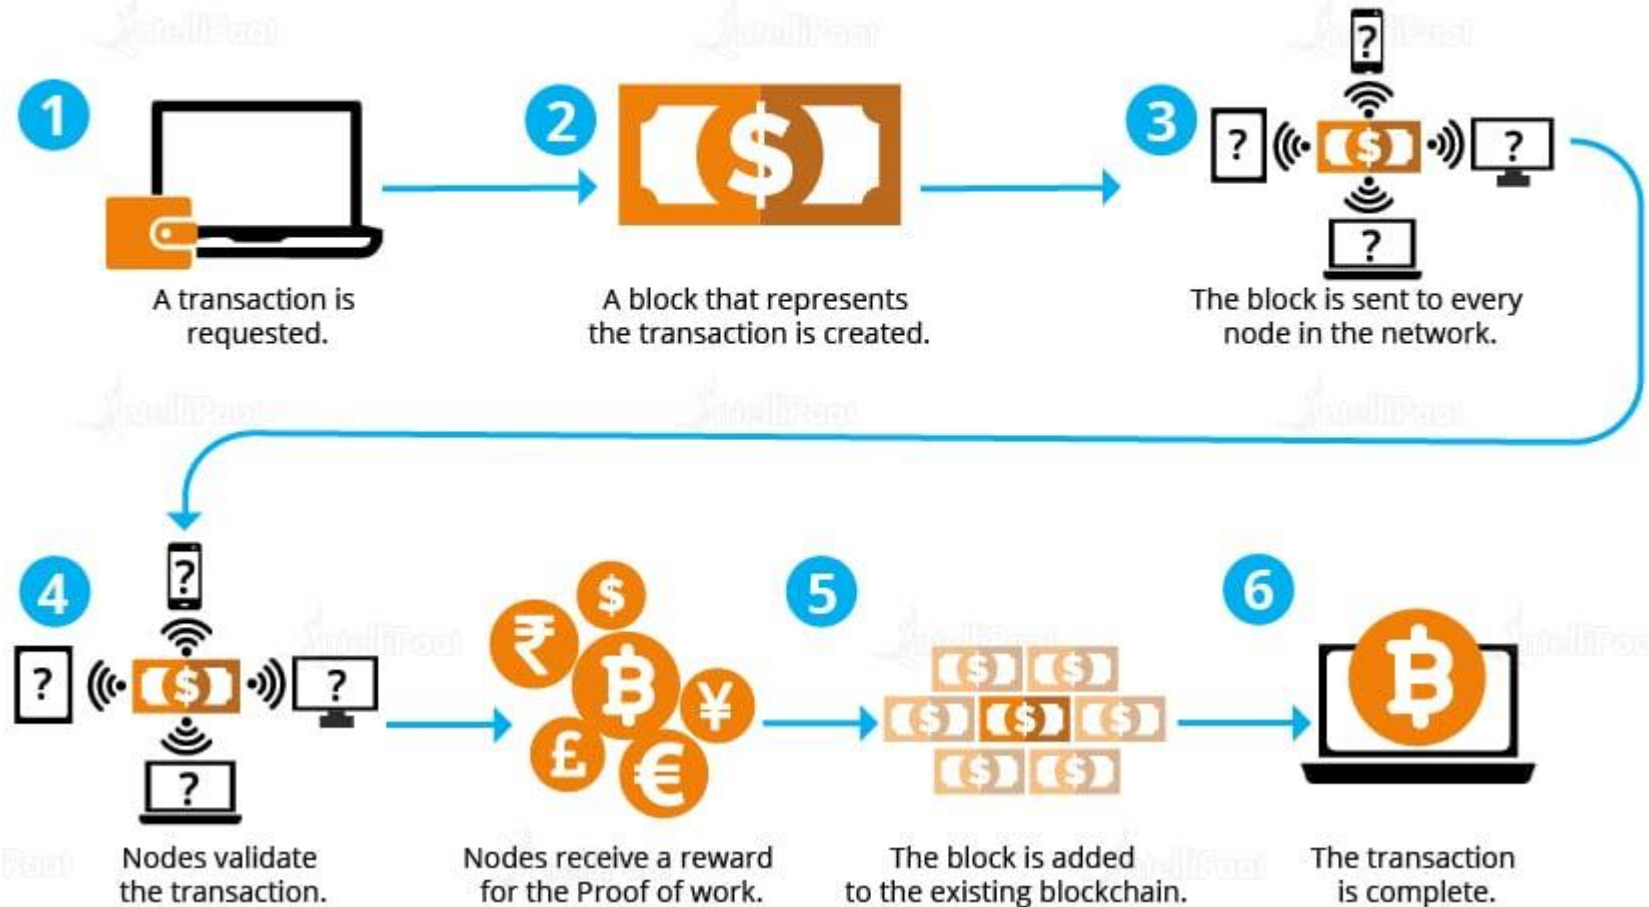 1
2
3
?
?
$
?
$
?
A transaction is
requested.
A block that represents
the transaction is created.
The block is sent to every
node in the network.
4
5
6
?
?
$
?
?
$
₹
B
¥
£
€
$
$
$
$
$
$
$
B
Nodes validate
the transaction.
Nodes receive a reward
for the Proof of work.
The block is added
to the existing blockchain.
The transaction
is complete.